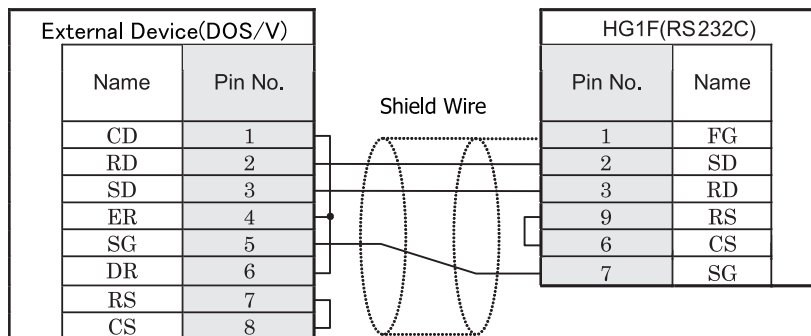 External Device(DOS/V)
HG1F(RS232C)
Name Pin No.
Pin No. Name
Shield Wire
CD 1
1 FG
RD 2
2 SD
SD 3
3 RD
ER 4
9 RS
SG 5
6 CS
DR 6
7 SG
RS 7
CS 8